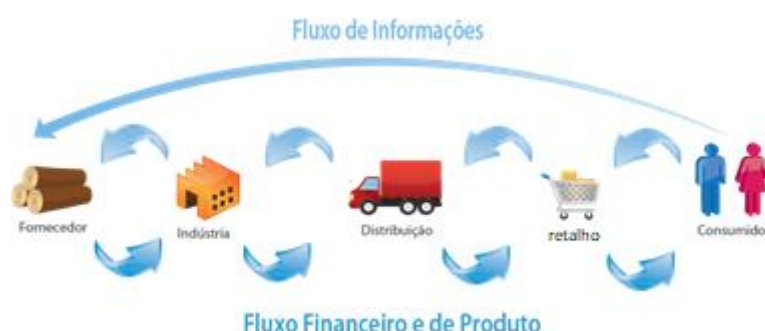 Fluxo de Informações
Fornecedor
Indústria
Distribuição
retalho
Consumido
Fluxo Financeiro e de Produto